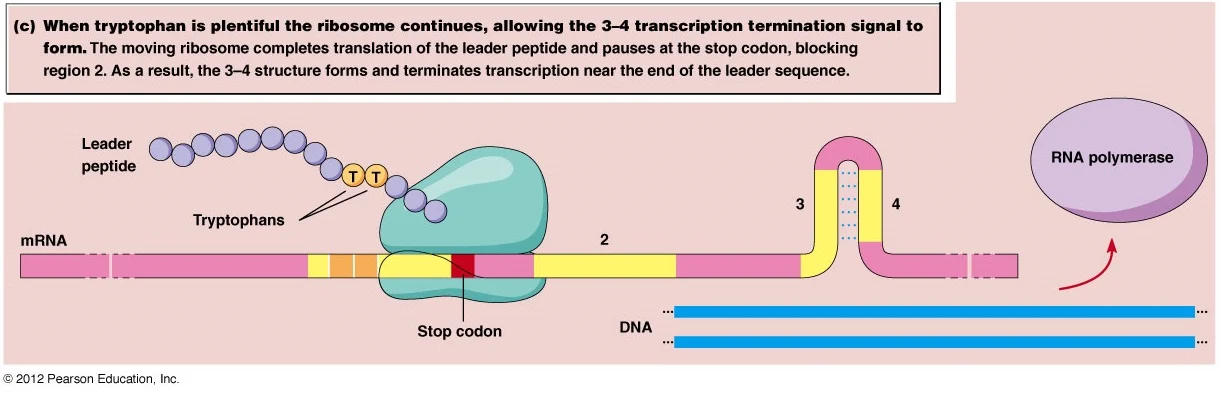 (c) When tryptophan is plentiful the ribosome continues, allowing the 3–4 transcription termination signal to
form. The moving ribosome completes translation of the leader peptide and pauses at the stop codon, blocking
region 2. As a result, the 3–4 structure forms and terminates transcription near the end of the leader sequence.
Leader
peptide
T T
Tryptophans
RNA polymerase
3 4
mRNA
2
Stop codon
DNA
© 2012 Pearson Education, Inc.